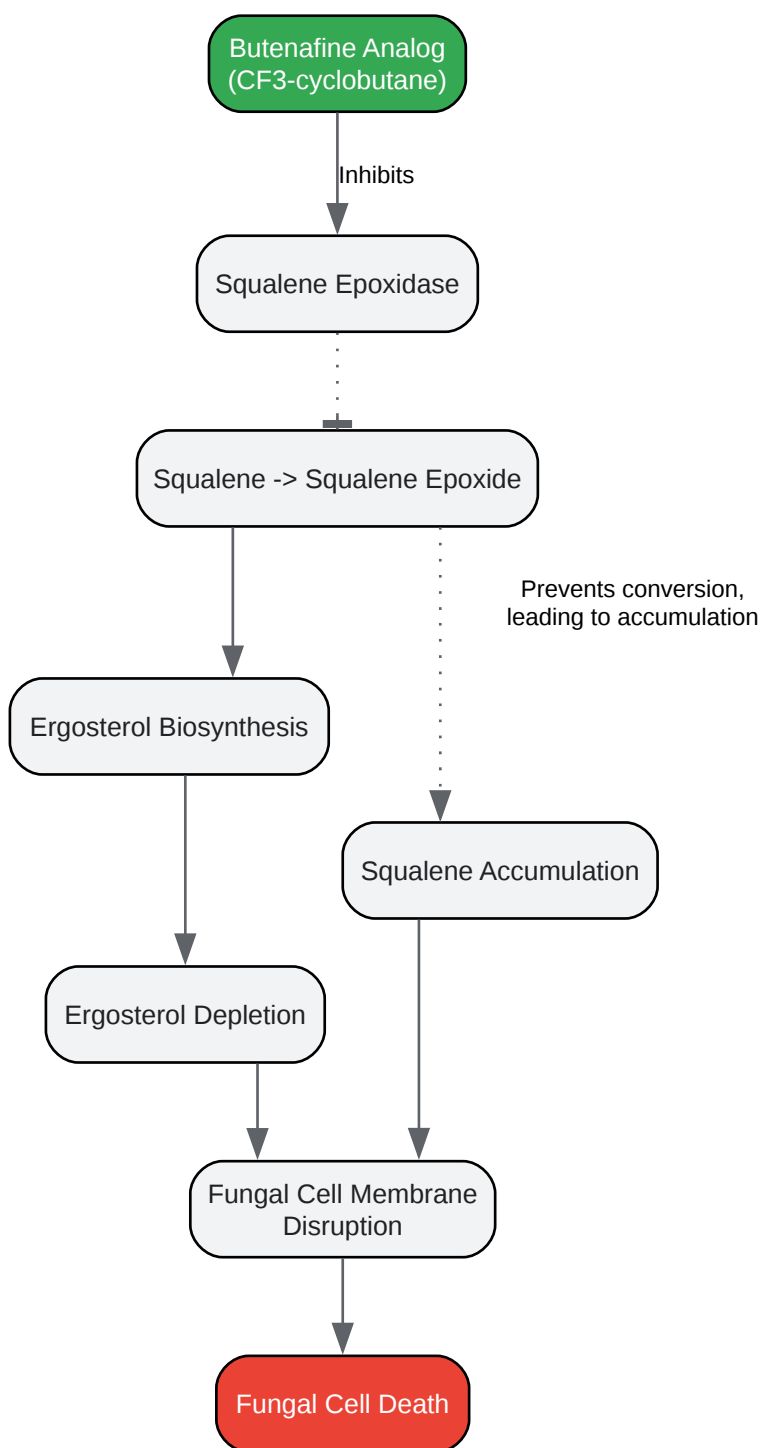 Butenafine Analog
(CF3-cyclobutane)
Inhibits
Squalene Epoxidase
Squalene -> Squalene Epoxide
Prevents conversion,
leading to accumulation
Ergosterol Biosynthesis
Squalene Accumulation
Ergosterol Depletion
Fungal Cell Membrane
Disruption
Fungal Cell Death